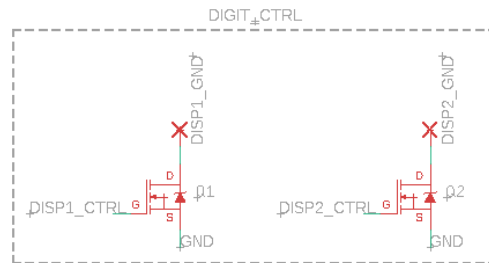 DIGIT_CTRL
DISP1_GND
DISP2_GND
D
Q1
DISP1_CTRL
G
S
GND
D
Q2
DISP2_CTRL
G
S
GND